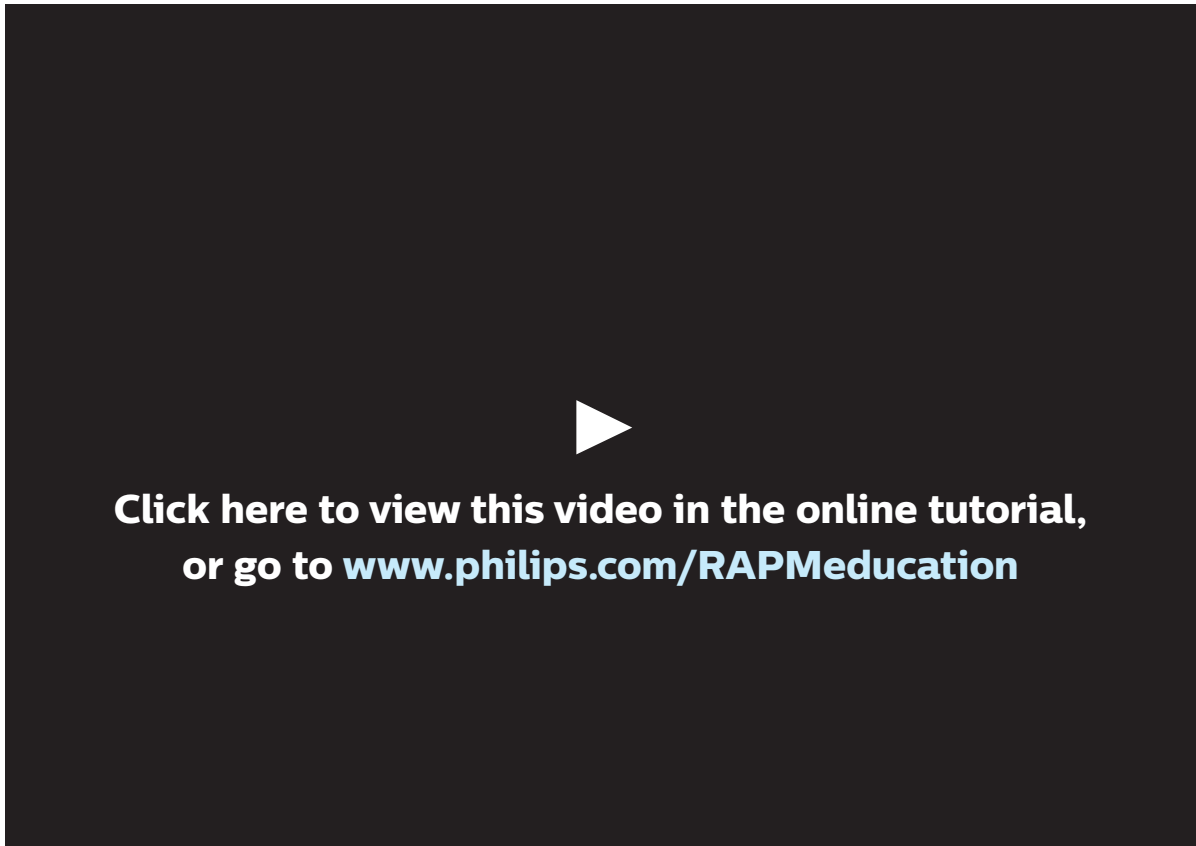 Click here to view this video in the online tutorial,
or go to www.philips.com/RAPMeducation